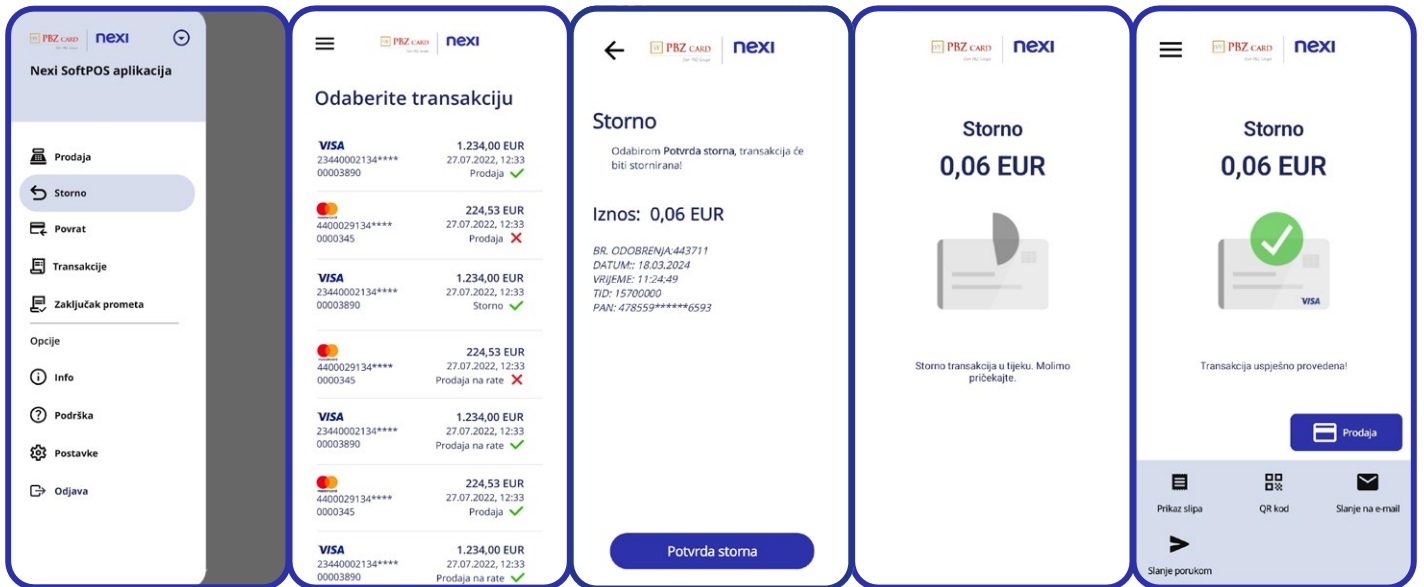 PBZ CARD nexi
Nexi SoftPOS aplikacija
Prodaja
Storno
Povrat
Transakcije
Zaključak prometa
Opcije
Info
Podrška
Postavke
Odjava
PBZ CARD nexi
Odaberite transakciju
VISA 1.234,00 EUR
23440002134**** 27.07.2022, 12:33
00003890 Prodaja
224,53 EUR
4400029134**** 27.07.2022, 12:33
0000345 Prodaja
VISA 1.234,00 EUR
23440002134**** 27.07.2022, 12:33
00003890 Storno
224,53 EUR
4400029134**** 27.07.2022, 12:33
0000345 Prodaja na rate
VISA 1.234,00 EUR
23440002134**** 27.07.2022, 12:33
00003890 Prodaja na rate
224,53 EUR
4400029134**** 27.07.2022, 12:33
0000345 Prodaja
VISA 1.234,00 EUR
23440002134**** 27.07.2022, 12:33
00003890 Prodaja na rate
PBZ CARD nexi
Storno
Odabirom Potvrda storna, transakcija će
biti stornirana!
Iznos: 0,06 EUR
BR. ODOBRENJA:443711
DATUM:: 18.03.2024
VRIJEME: 11:24:49
TID: 15700000
PAN: 478559******6593
Potvrda storna
PBZ CARD nexi
Storno
0,06 EUR
Storno transakcija u tijeku. Molimo
pričekajte.
PBZ CARD nexi
Storno
0,06 EUR
VISA
Transakcija uspješno provedena!
Prodaja
Prikaz slipa QR kod Slanje na e-mail
Slanje porukom